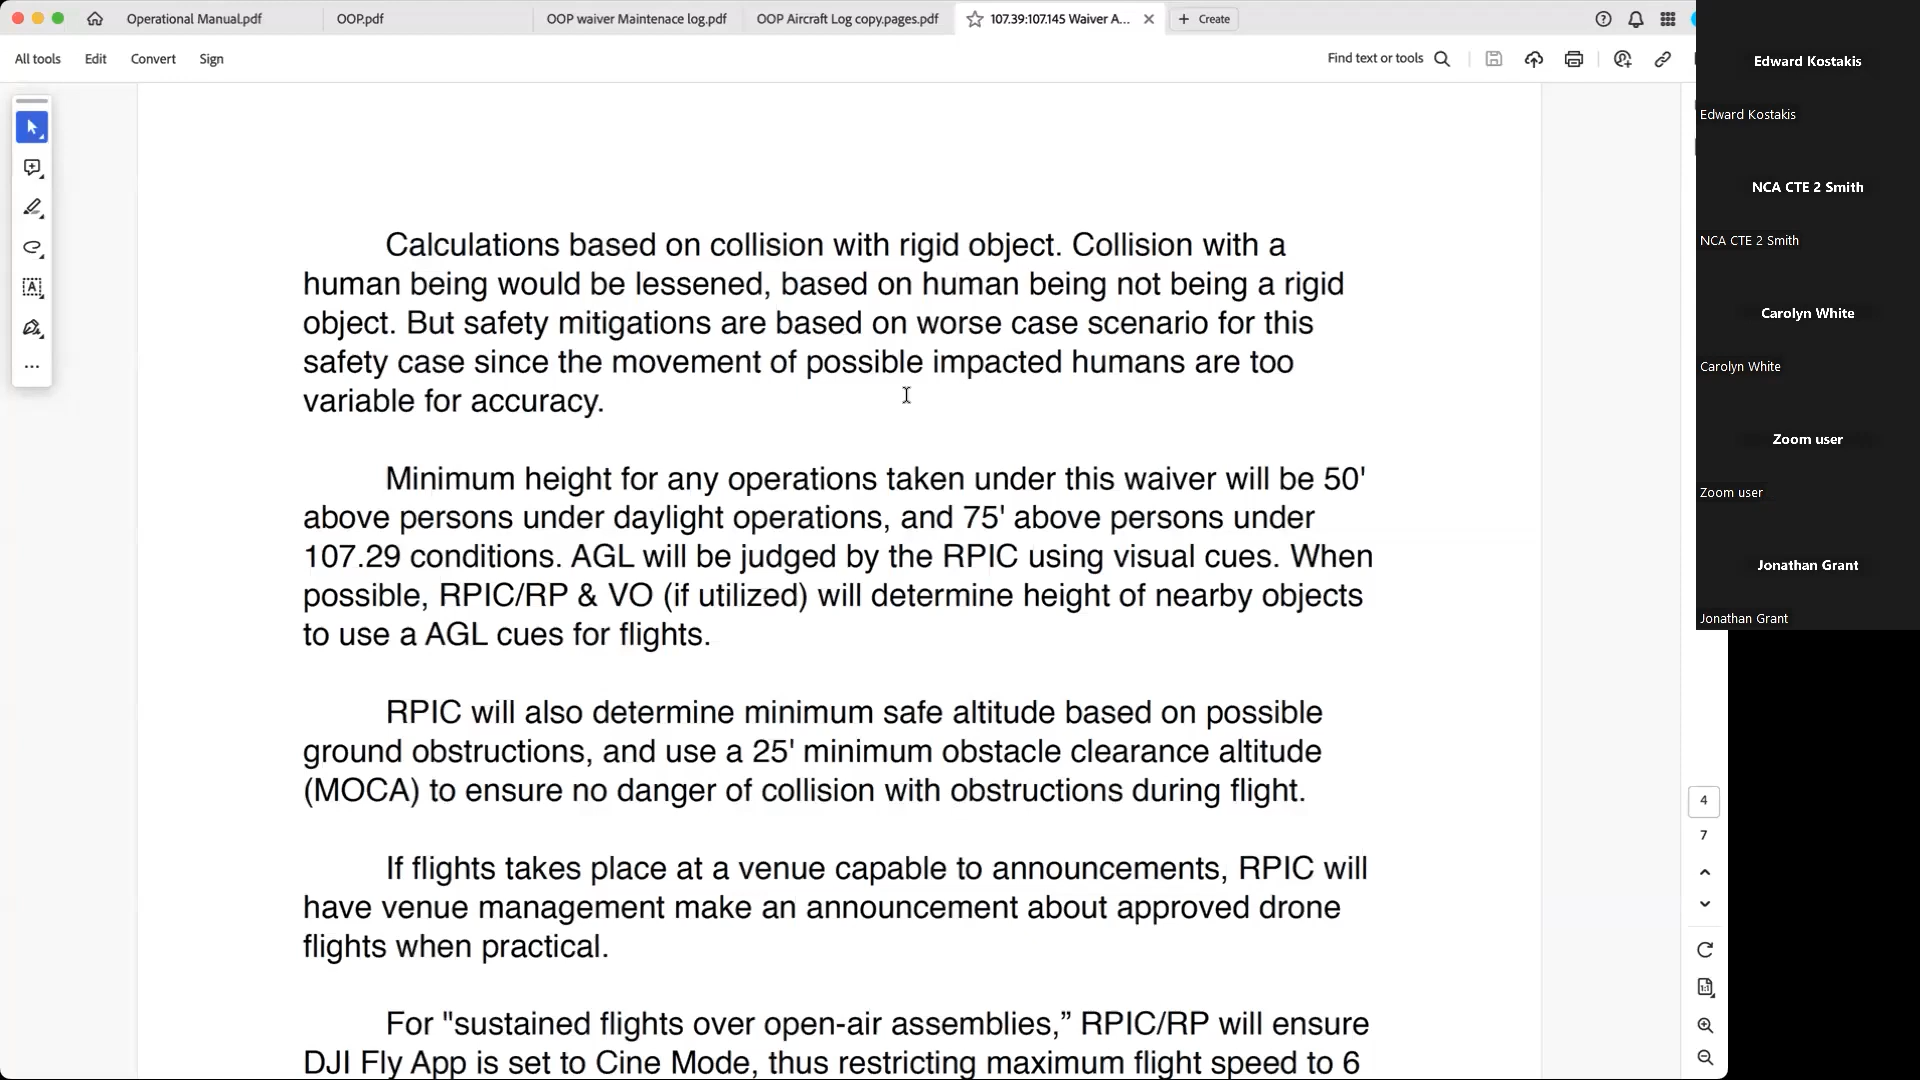 Operational Manual.pdf
OOP.pdf
OOP waiver Maintenace log.pdf
OOP Aircraft Log copy.pages.pdf
107.39:107.145 Waiver A...
Create
All tools
Edit
Convert
Sign
Find text or tools
Calculations based on collision with rigid object. Collision with a
human being would be lessened, based on human being not being a rigid
object. But safety mitigations are based on worse case scenario for this
safety case since the movement of possible impacted humans are too
variable for accuracy.
Minimum height for any operations taken under this waiver will be 50'
above persons under daylight operations, and 75' above persons under
107.29 conditions. AGL will be judged by the RPIC using visual cues. When
possible, RPIC/RP & VO (if utilized) will determine height of nearby objects
to use a AGL cues for flights.
RPIC will also determine minimum safe altitude based on possible
ground obstructions, and use a 25' minimum obstacle clearance altitude
(MOCA) to ensure no danger of collision with obstructions during flight.
If flights takes place at a venue capable to announcements, RPIC will
have venue management make an announcement about approved drone
flights when practical.
For "sustained flights over open-air assemblies,” RPIC/RP will ensure
DJI Fly App is set to Cine Mode, thus restricting maximum flight speed to 6
4
7
Edward Kostakis
Edward Kostakis
NCA CTE 2 Smith
NCA CTE 2 Smith
Carolyn White
Carolyn White
Zoom user
Zoom user
Jonathan Grant
Jonathan Grant